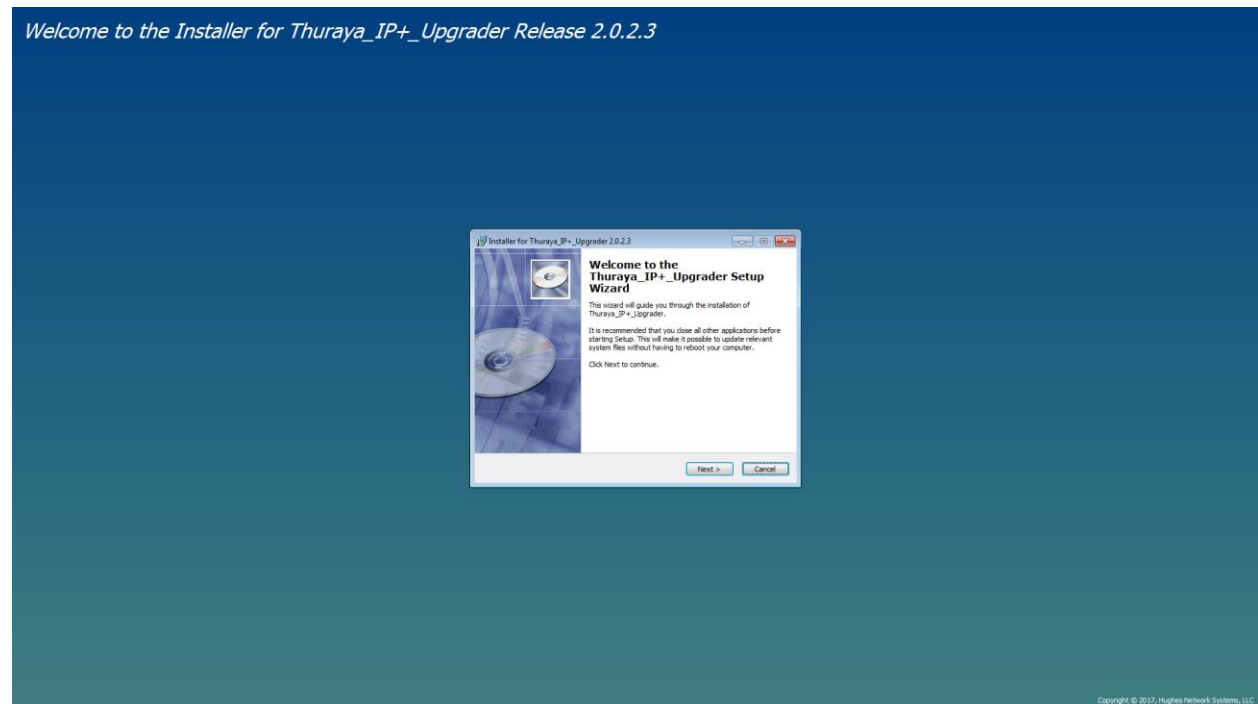 Welcome to the Installer for Thuraya_IP+_Upgrader Release 2.0.2.3
Installer for Thuraya_IP+_Upgrader 2.0.2.3
Welcome to the
Thuraya_IP+_Upgrader Setup
Wizard
This wizard will guide you through the installation of
Thuraya_IP+_Upgrader.
It is recommended that you close all other applications before
starting Setup. This will make it possible to update relevant
system files without having to reboot your computer.
Click Next to continue.
Next >
Cancel
Copyright © 2017, Hughes Network Systems, LLC